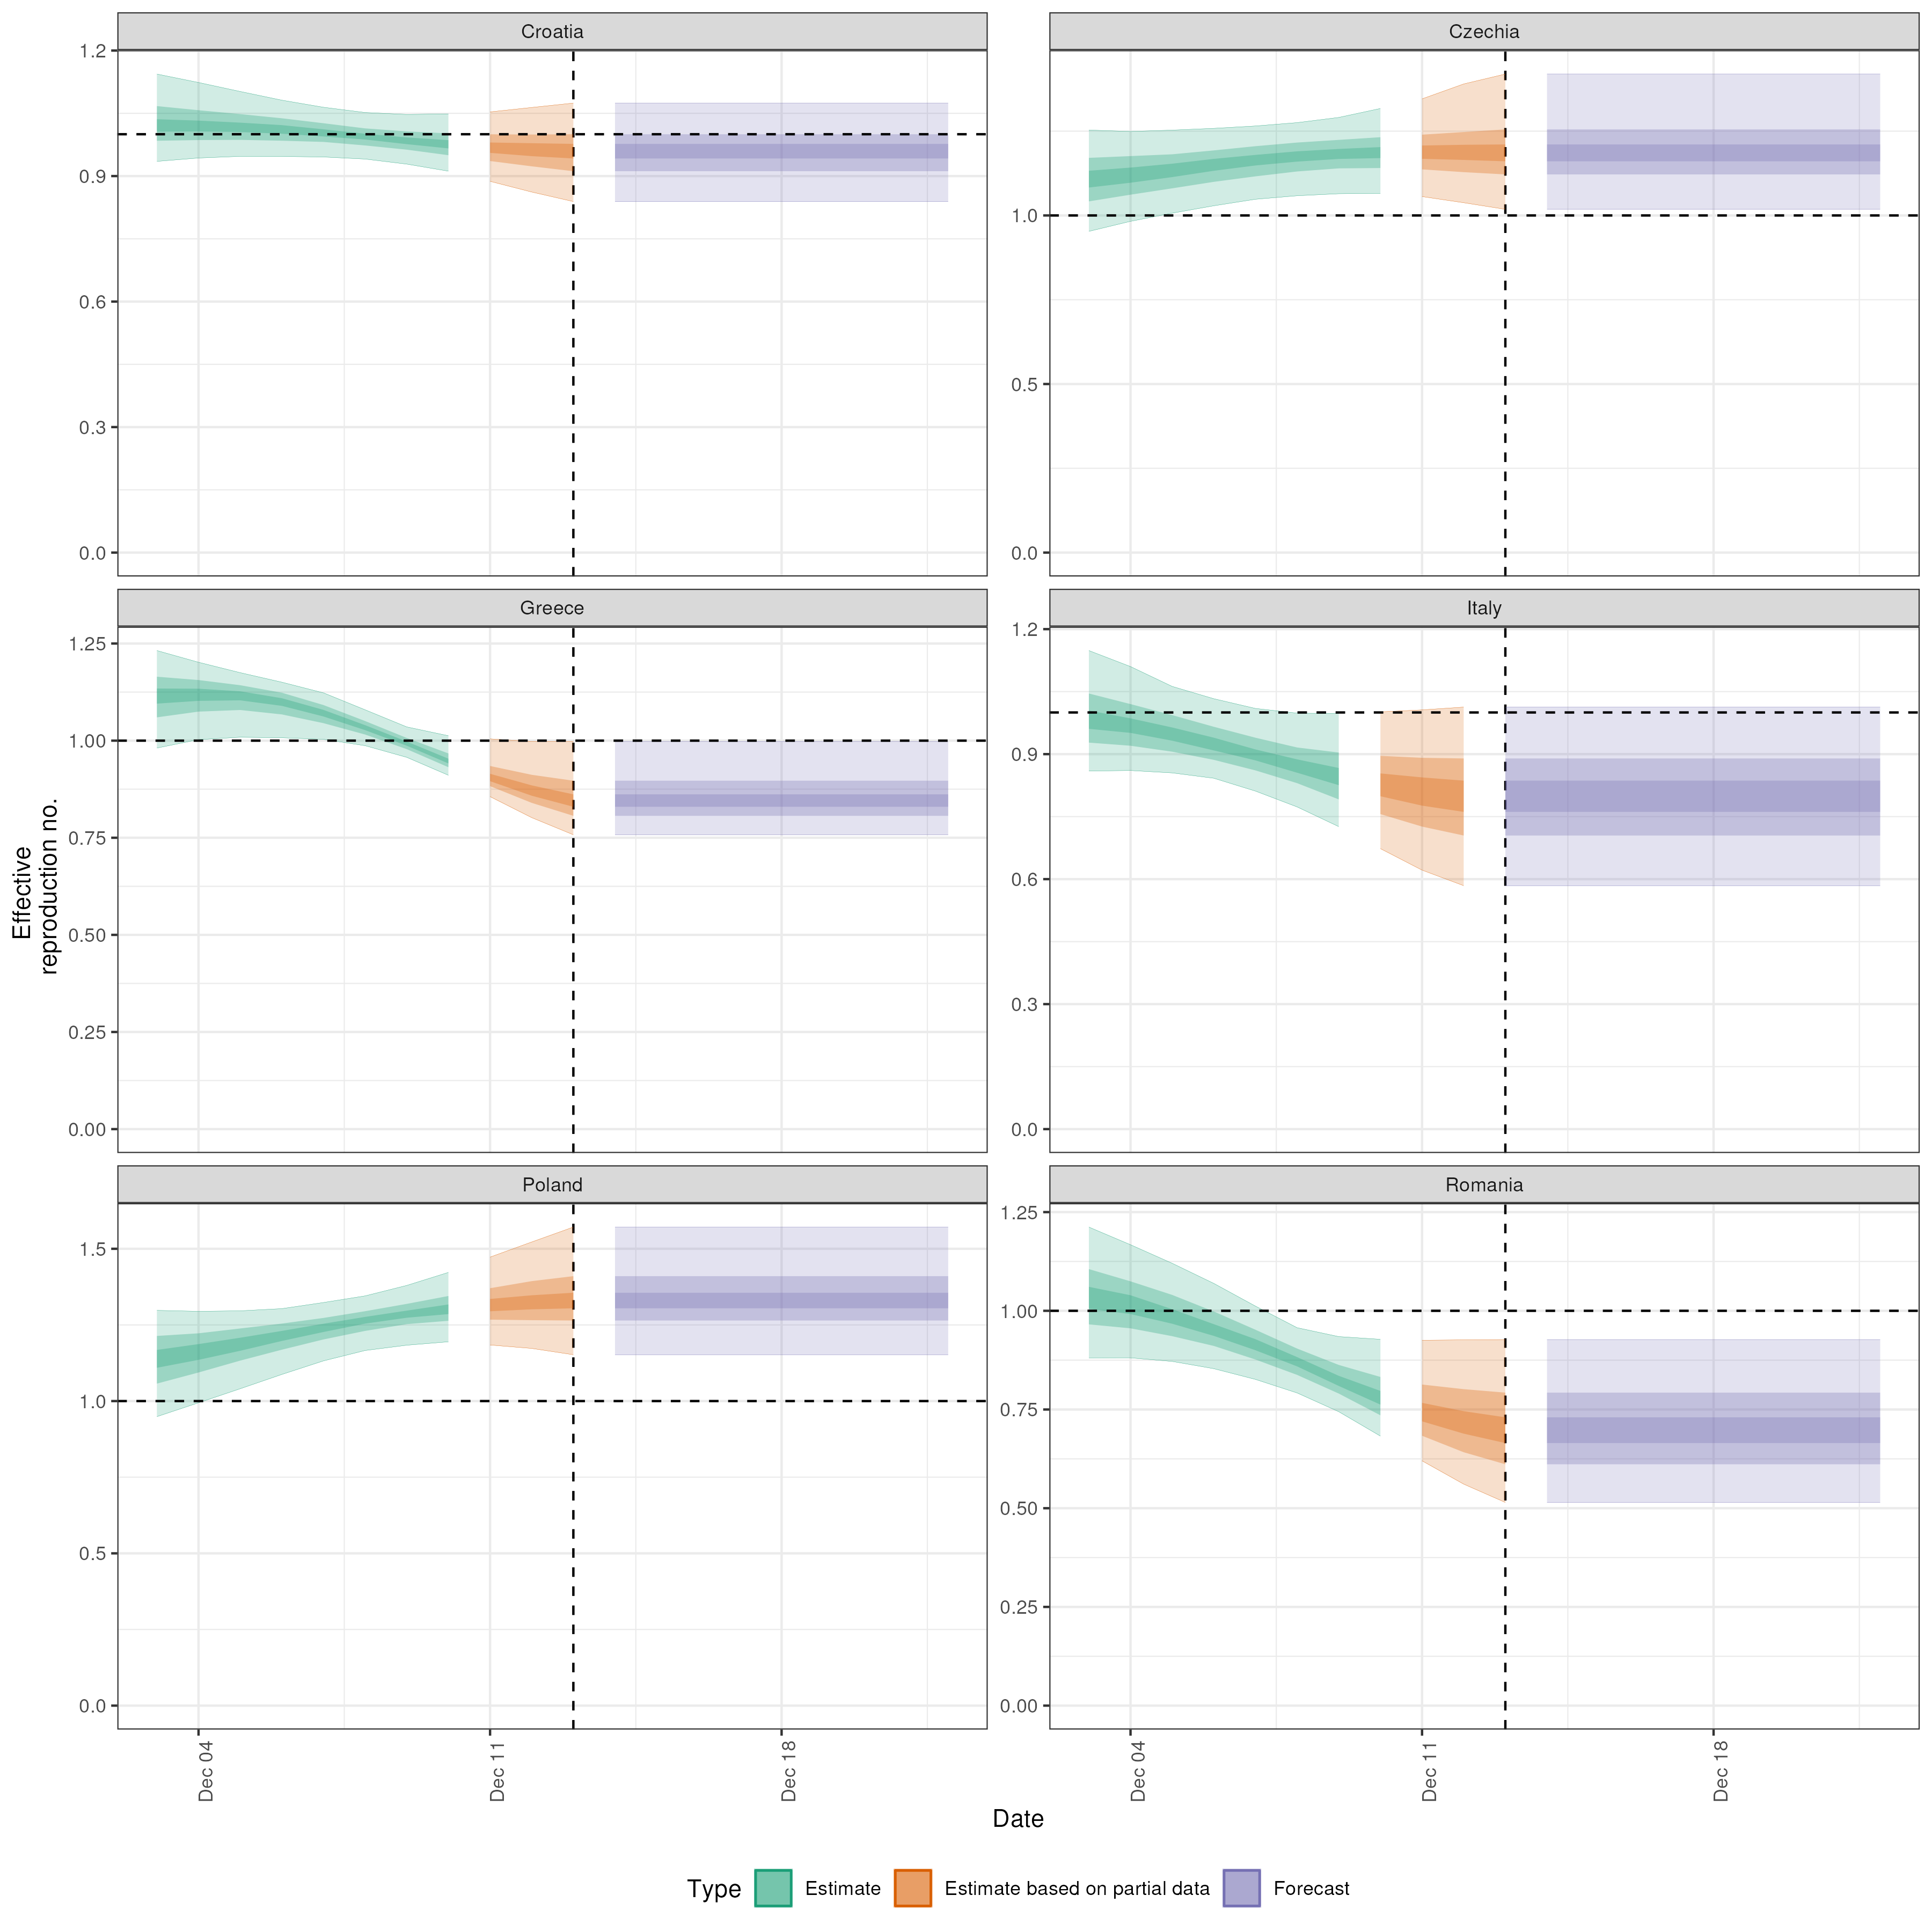 Croatia
Czechia
1.2
0.9
0.6
0.3
0.0
1.0
0.5
0.0
Greece
Italy
1.25
1.00
0.75
0.50
0.25
0.00
1.2
0.9
0.6
0.3
0.0
Poland
Romania
1.5
1.0
0.5
0.0
1.25
1.00
0.75
0.50
0.25
0.00
Effective
reproduction no.
Dec 04
Dec 11
Dec 18
Dec 04
Dec 11
Dec 18
Date
Type Estimate Estimate based on partial data Forecast